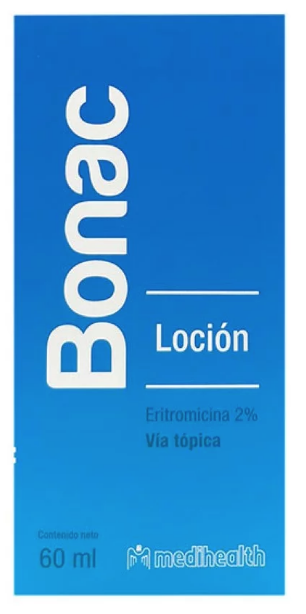 Bonac
Loción
Eritromicina 2%
Vía tópica
Contenido neto
60 ml
medihealth